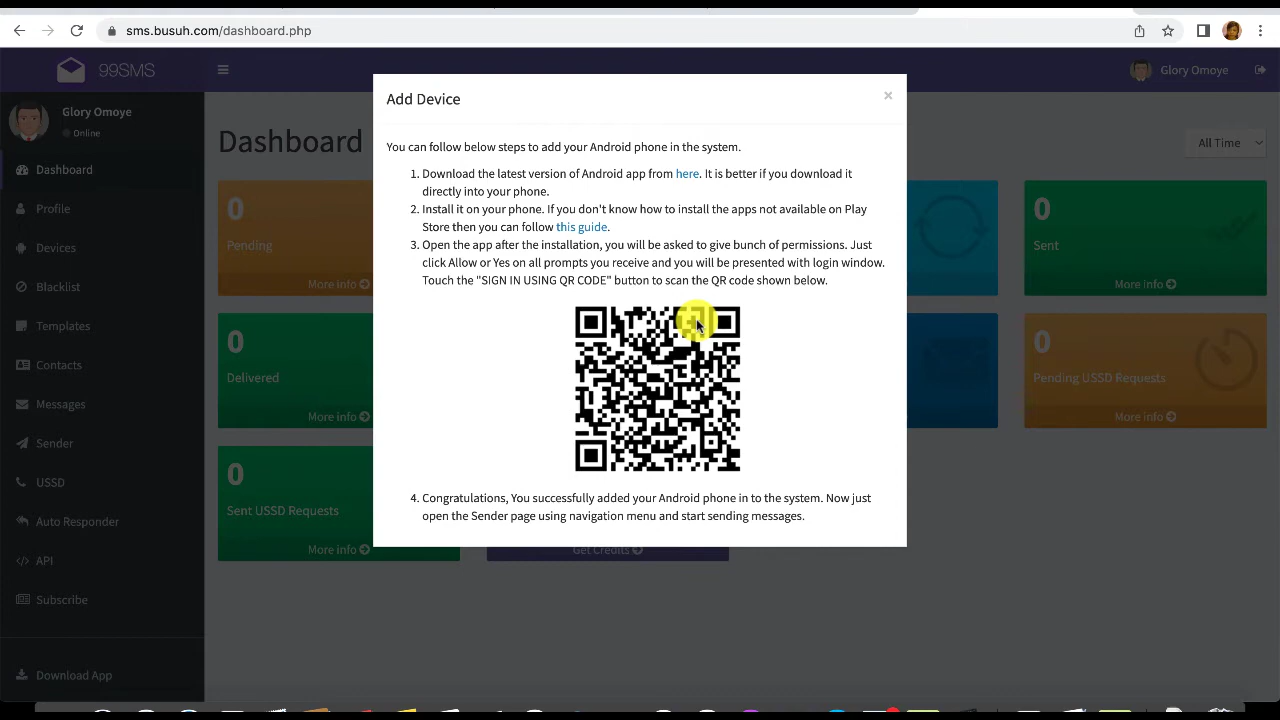 sms.busuh.com/dashboard.php
99SMS
Glory Omoye
Glory Omoye
Online
Dashboard
Profile
Devices
Blacklist
Templates
Contacts
Messages
Sender
USSD
Auto Responder
API
Subscribe
Download App
Dashboard
All Time
0
Pending
More info
0
Sent
More info
0
Delivered
More info
0
Pending USSD Requests
More info
0
Sent USSD Requests
More info
Get Credits
Add Device
×
You can follow below steps to add your Android phone in the system.
1. Download the latest version of Android app from here. It is better if you download it
directly into your phone.
2. Install it on your phone. If you don't know how to install the apps not available on Play
Store then you can follow this guide.
3. Open the app after the installation, you will be asked to give bunch of permissions. Just
click Allow or Yes on all prompts you receive and you will be presented with login window.
Touch the "SIGN IN USING QR CODE" button to scan the QR code shown below.
4. Congratulations, You successfully added your Android phone in to the system. Now just
open the Sender page using navigation menu and start sending messages.